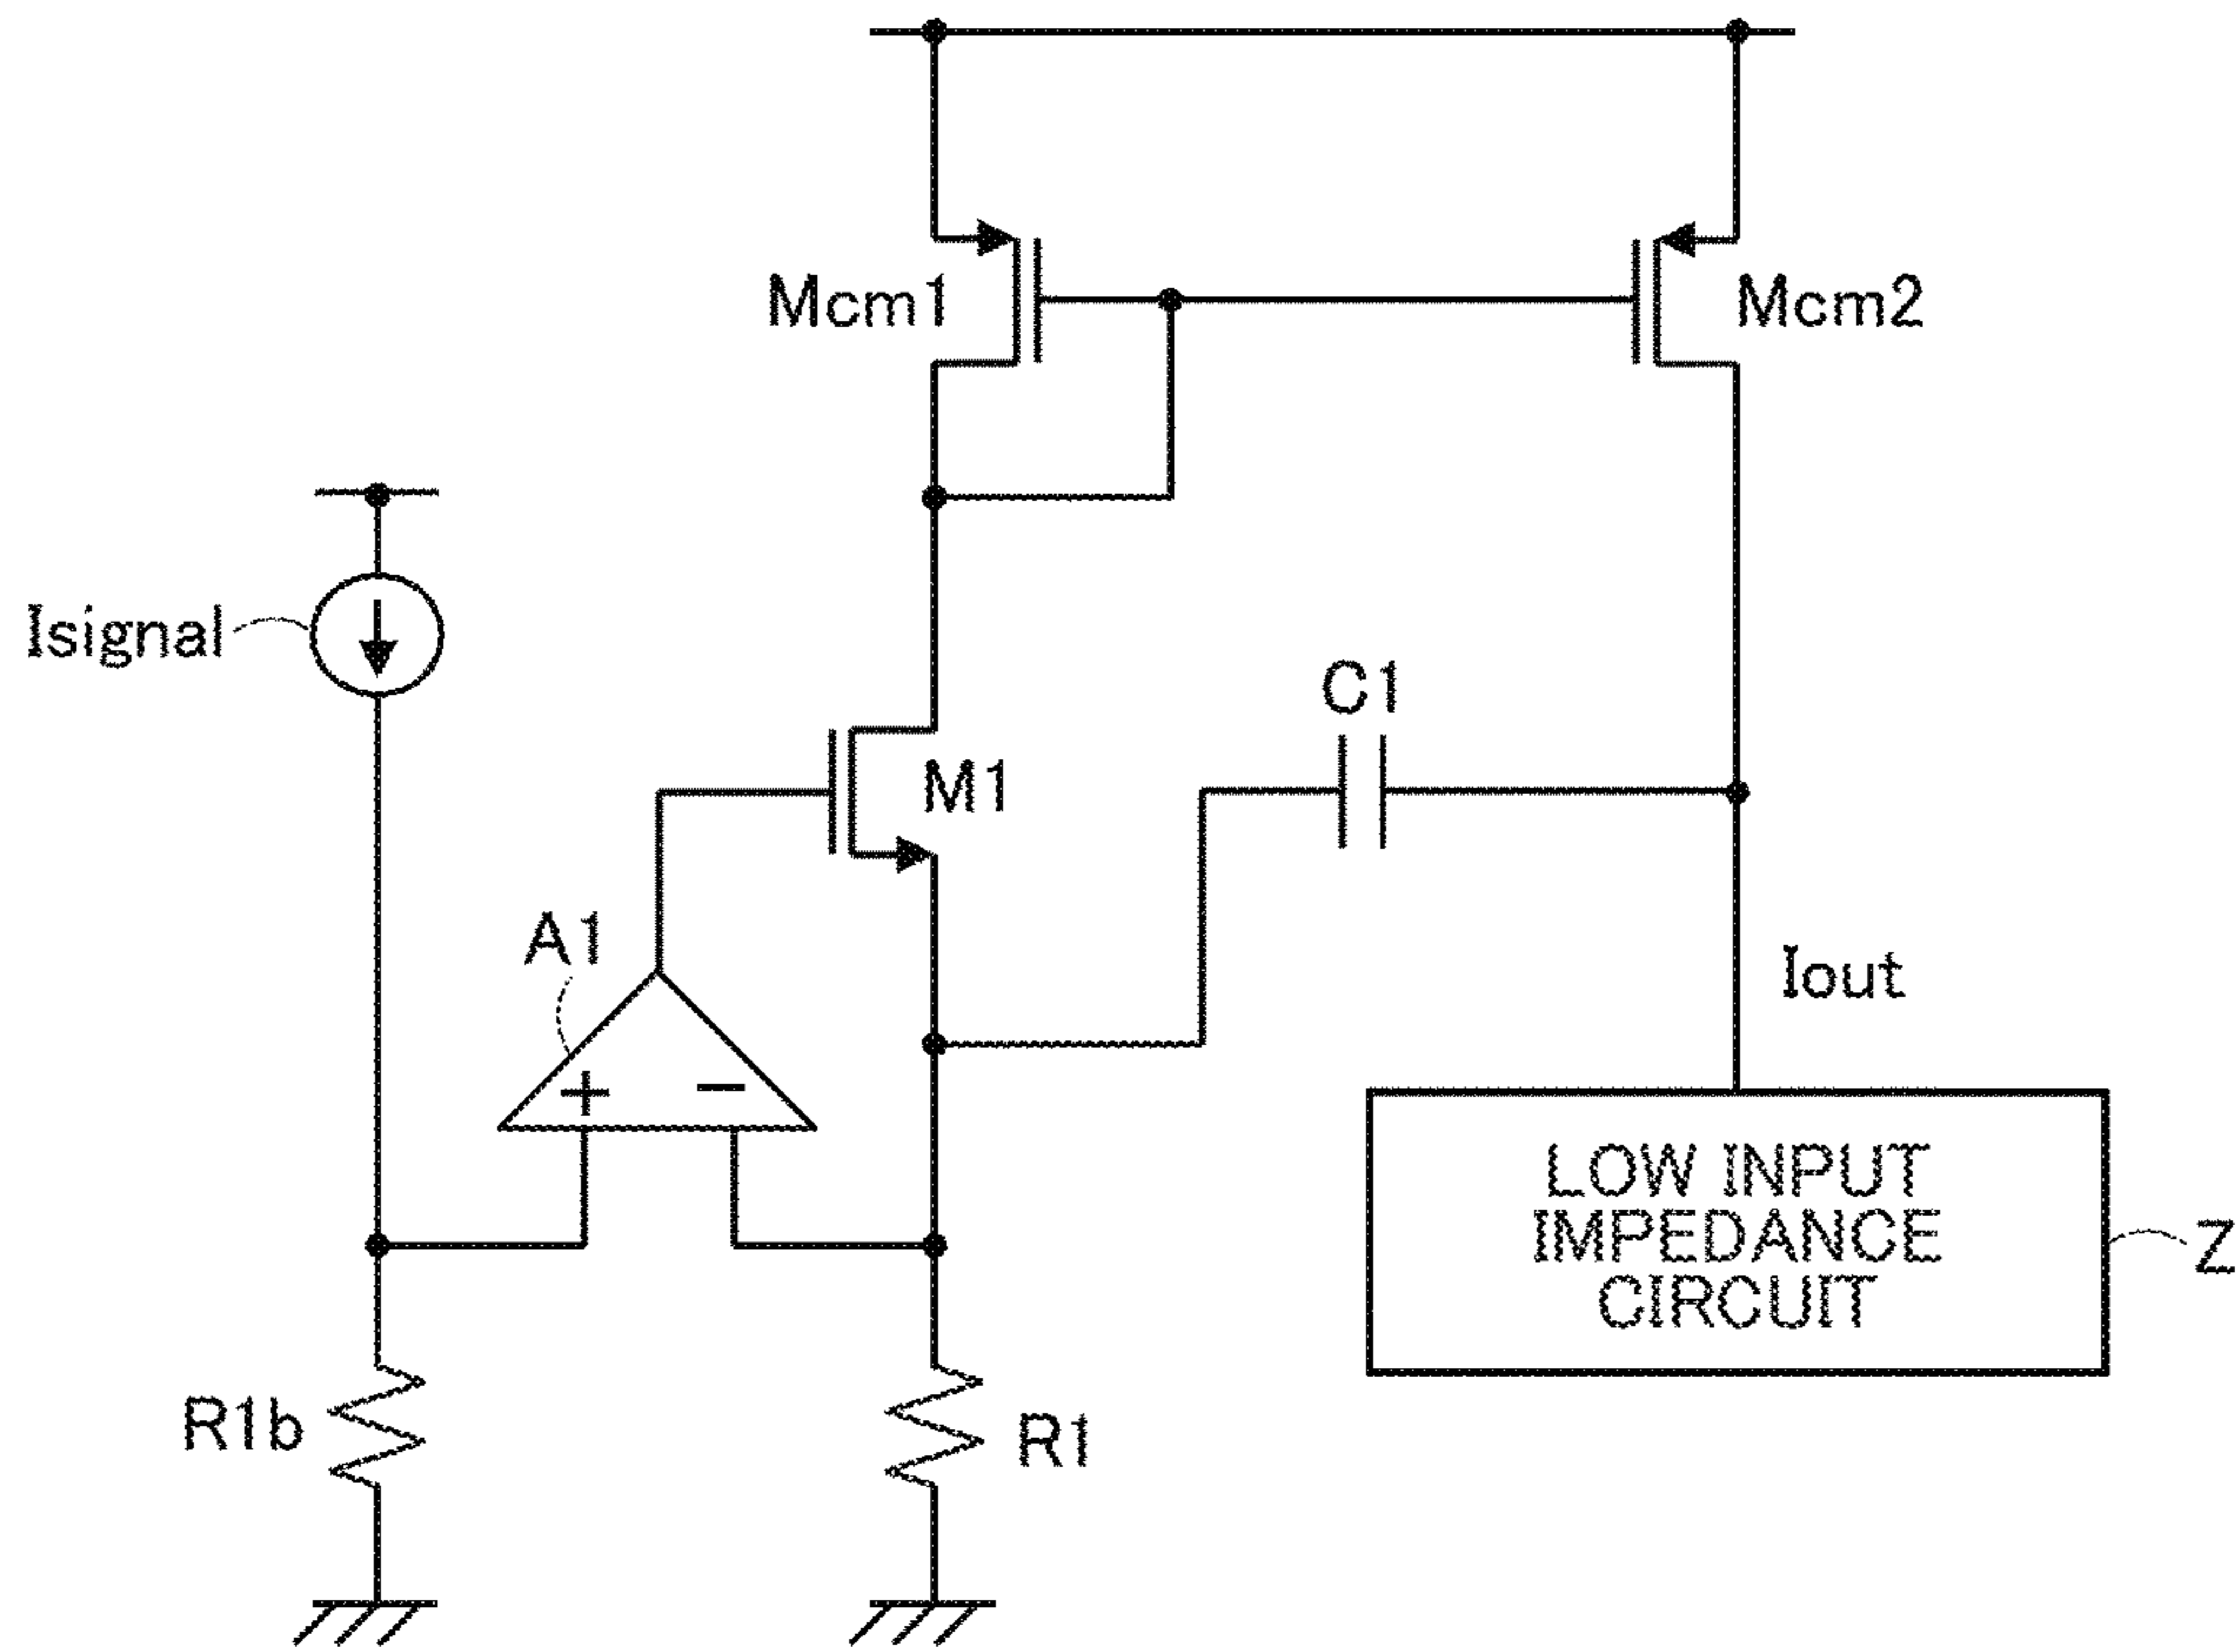 Mcm1
Mcm2
Isignal
C1
M1
A1
Iout
+
−
LOW INPUT
IMPEDANCE
CIRCUIT
Z
R1b
R1